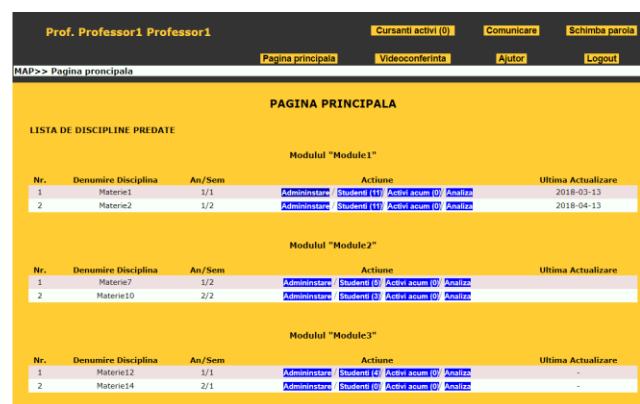 Prof. Professor1 Professor1
Cursanti activi (0) Comunicare Schimba parola
Pagina principala Videoconferinta Ajutor Logout
MAP>> Pagina proncipala
PAGINA PRINCIPALA
LISTA DE DISCIPLINE PREDATE
Modulul "Module1"
Nr. Denumire Disciplina An/Sem Actiune Ultima Actualizare
1 Materie1 1/1 Admininstare / Studenti (11) Activi acum (0) Analiza 2018-03-13
2 Materie2 1/2 Admininstare / Studenti (11) Activi acum (0) Analiza 2018-04-13
Modulul "Module2"
Nr. Denumire Disciplina An/Sem Actiune Ultima Actualizare
1 Materie7 1/2 Admininstare / Studenti (5) Activi acum (0) Analiza
2 Materie10 2/2 Admininstare / Studenti (3) Activi acum (0) Analiza
Modulul "Module3"
Nr. Denumire Disciplina An/Sem Actiune Ultima Actualizare
1 Materie12 1/1 Admininstare / Studenti (4) Activi acum (0) Analiza -
2 Materie14 2/1 Admininstare / Studenti (0) Activi acum (0) Analiza -